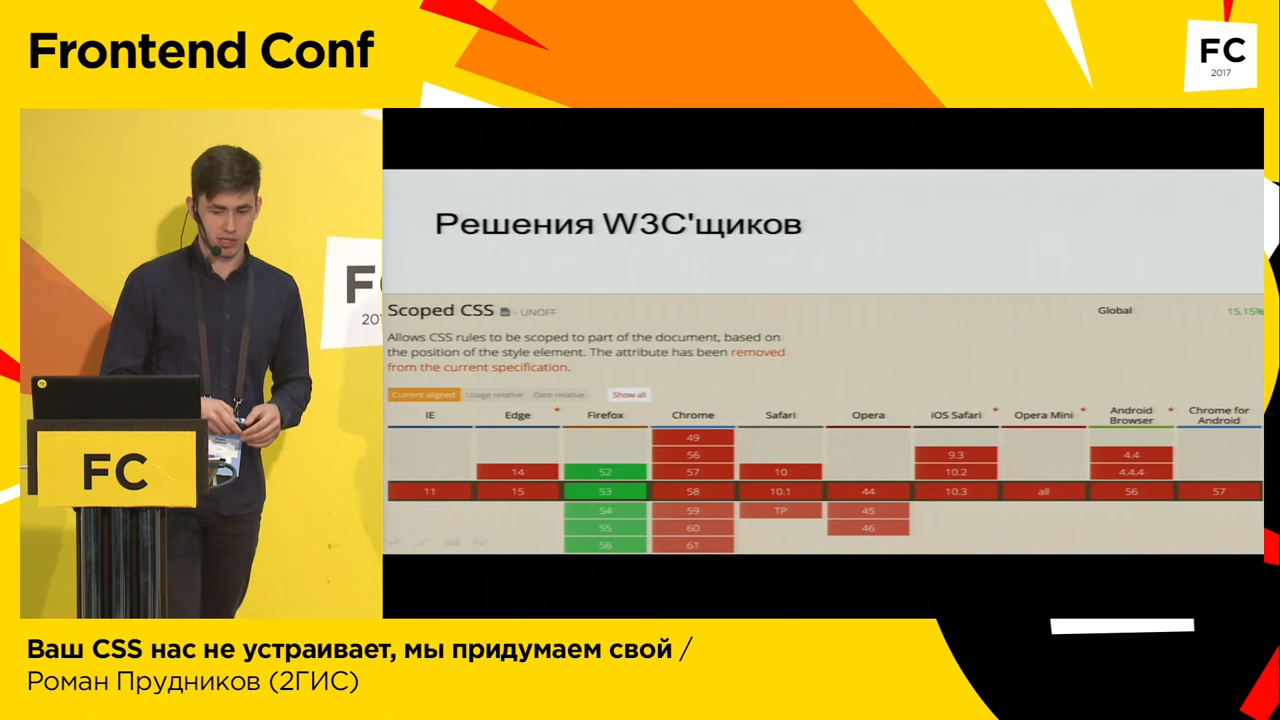 Frontend Conf
FC
2017
Решения W3C'щиков
Scoped CSS - UNOFF
Global
15.15%
Allows CSS rules to be scoped to part of the document, based on
the position of the style element. The attribute has been removed
from the current specification.
Current aligned Usage relative Date relative Show all
IE Edge * Firefox Chrome Safari Opera iOS Safari * Opera Mini * Android Browser * Chrome for Android
49
56 9.3 4.4
14 52 57 10 10.2 4.4.4
11 15 53 58 10.1 44 10.3 all 56 57
54 59 TP 45
55 60 46
56 61
FC
FC
Ваш CSS нас не устраивает, мы придумаем свой /
Роман Прудников (2ГИС)